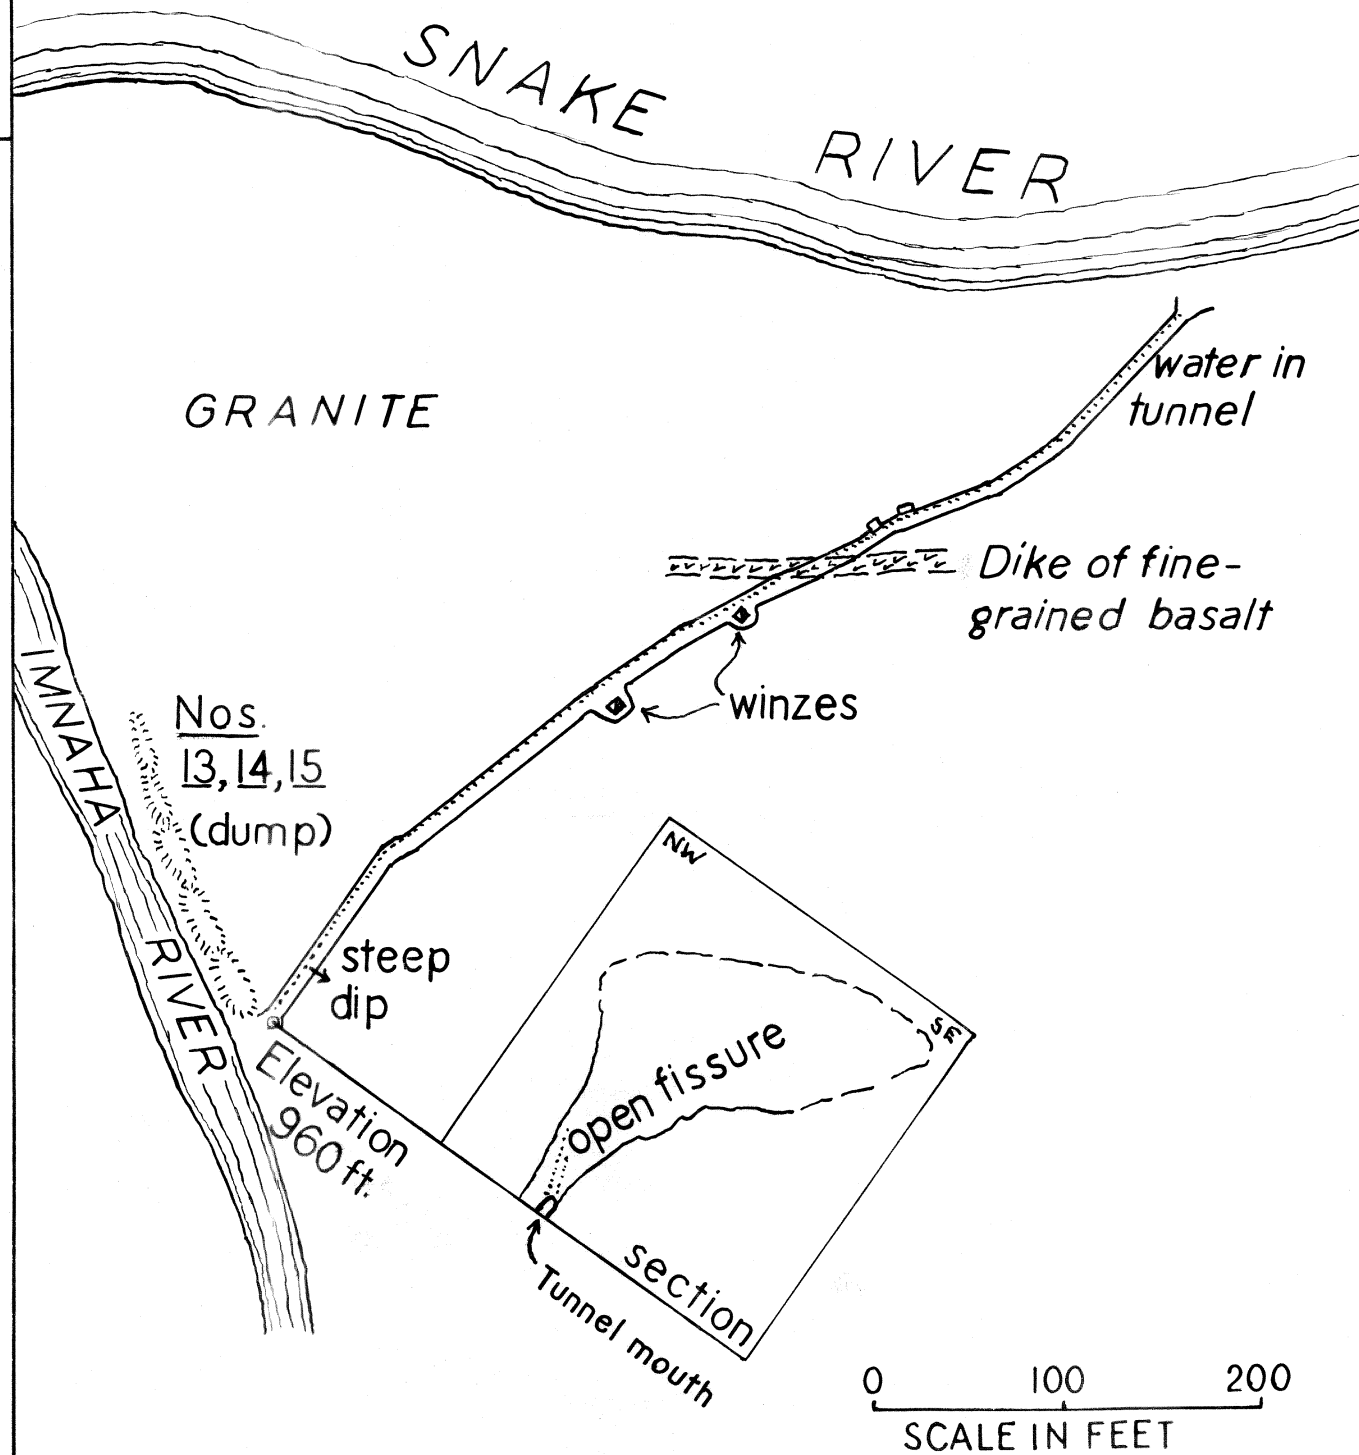 SNAKE RIVER
GRANITE
water in
tunnel
Dike of fine-
grained basalt
winzes
IMNAHA RIVER
Nos.
13, 14, 15
(dump)
steep
dip
Elevation
960 ft.
NW
SE
open fissure
section
Tunnel mouth
0 100 200
SCALE IN FEET